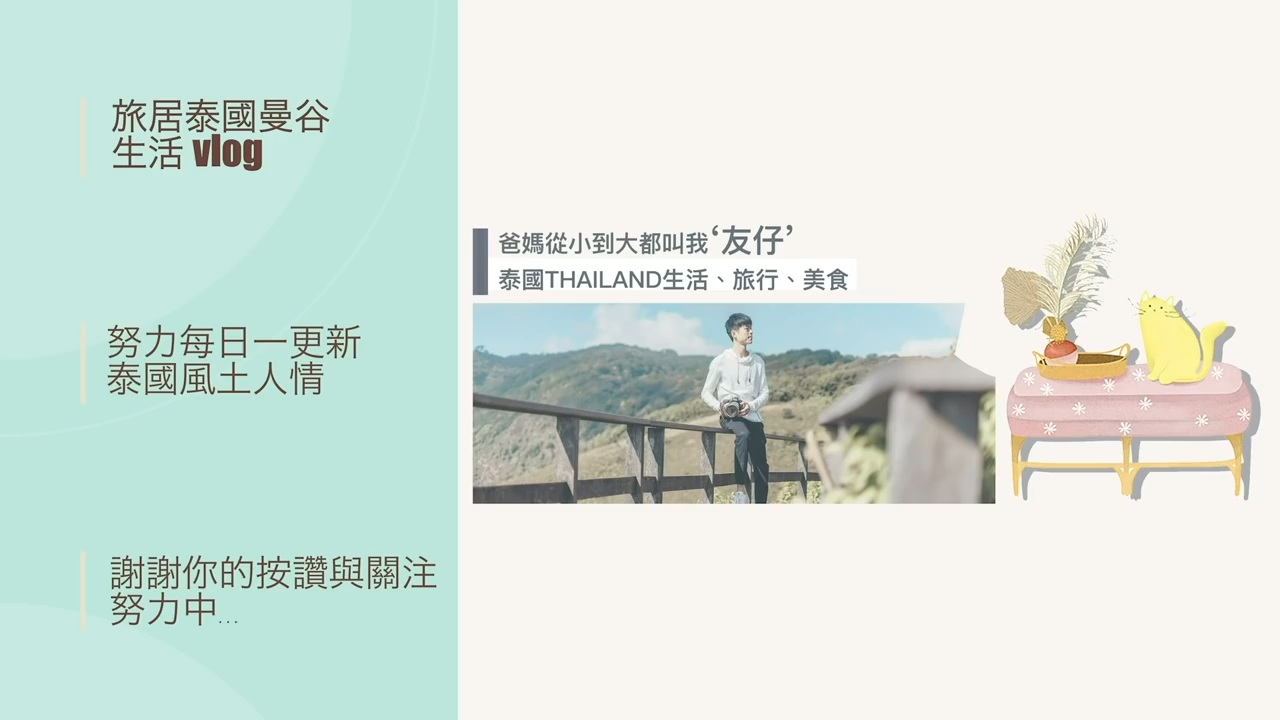 旅居泰國曼谷
生活 vlog
努力每日一更新
泰國風土人情
謝謝你的按讚與關注
努力中...
爸媽從小到大都叫我‘友仔’
泰國THAILAND生活、旅行、美食